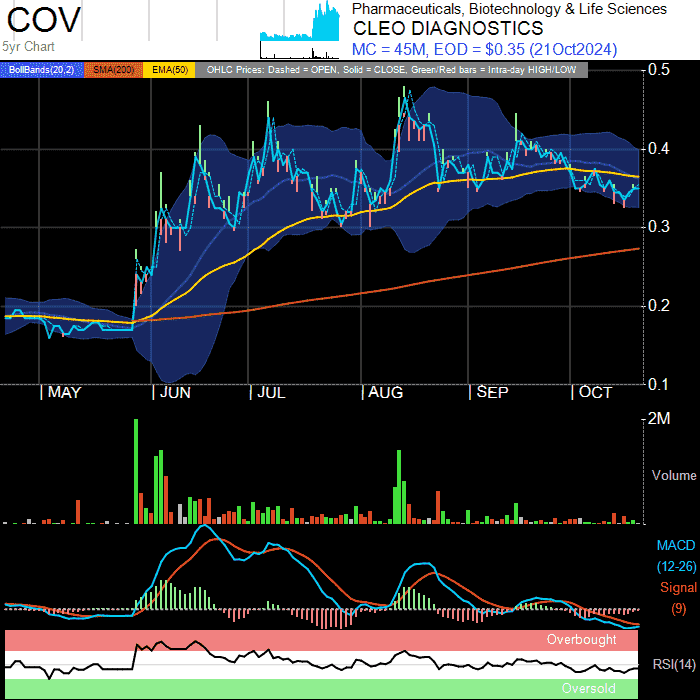 COV
Pharmaceuticals, Biotechnology & Life Sciences
CLEO DIAGNOSTICS
5yr Chart
MC = 45M, EOD = $0.35 (21Oct2024)
BollBands(20,2) SMA(200) EMA(50) OHLC Prices: Dashed = OPEN, Solid = CLOSE, Green/Red bars = Intra-day HIGH/LOW
0.5
0.4
0.3
0.2
0.1
MAY JUN JUL AUG SEP OCT
2M
Volume
MACD
(12-26)
Signal
(9)
Overbought
RSI(14)
Oversold